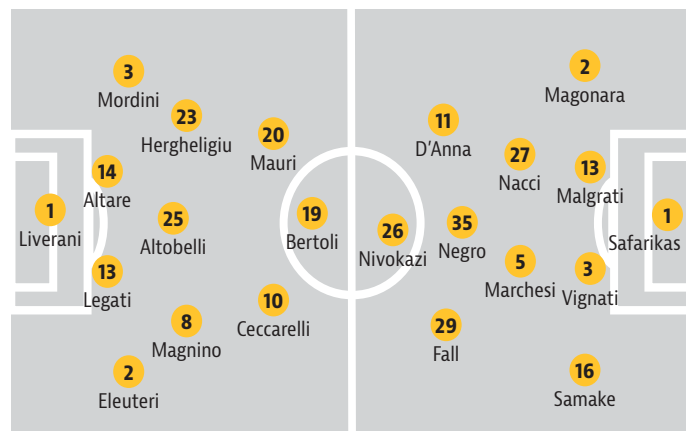 3
Mordini
23
Hergheligiu
20
Mauri
14
Altare
1
Liverani
25
Altobelli
19
Bertoli
13
Legati
10
Ceccarelli
8
Magnino
2
Eleuteri
2
Magonara
11
D'Anna
27
Nacci
13
Malgrati
1
Safarikas
26
Nivokazi
35
Negro
5
Marchesi
3
Vignati
29
Fall
16
Samake